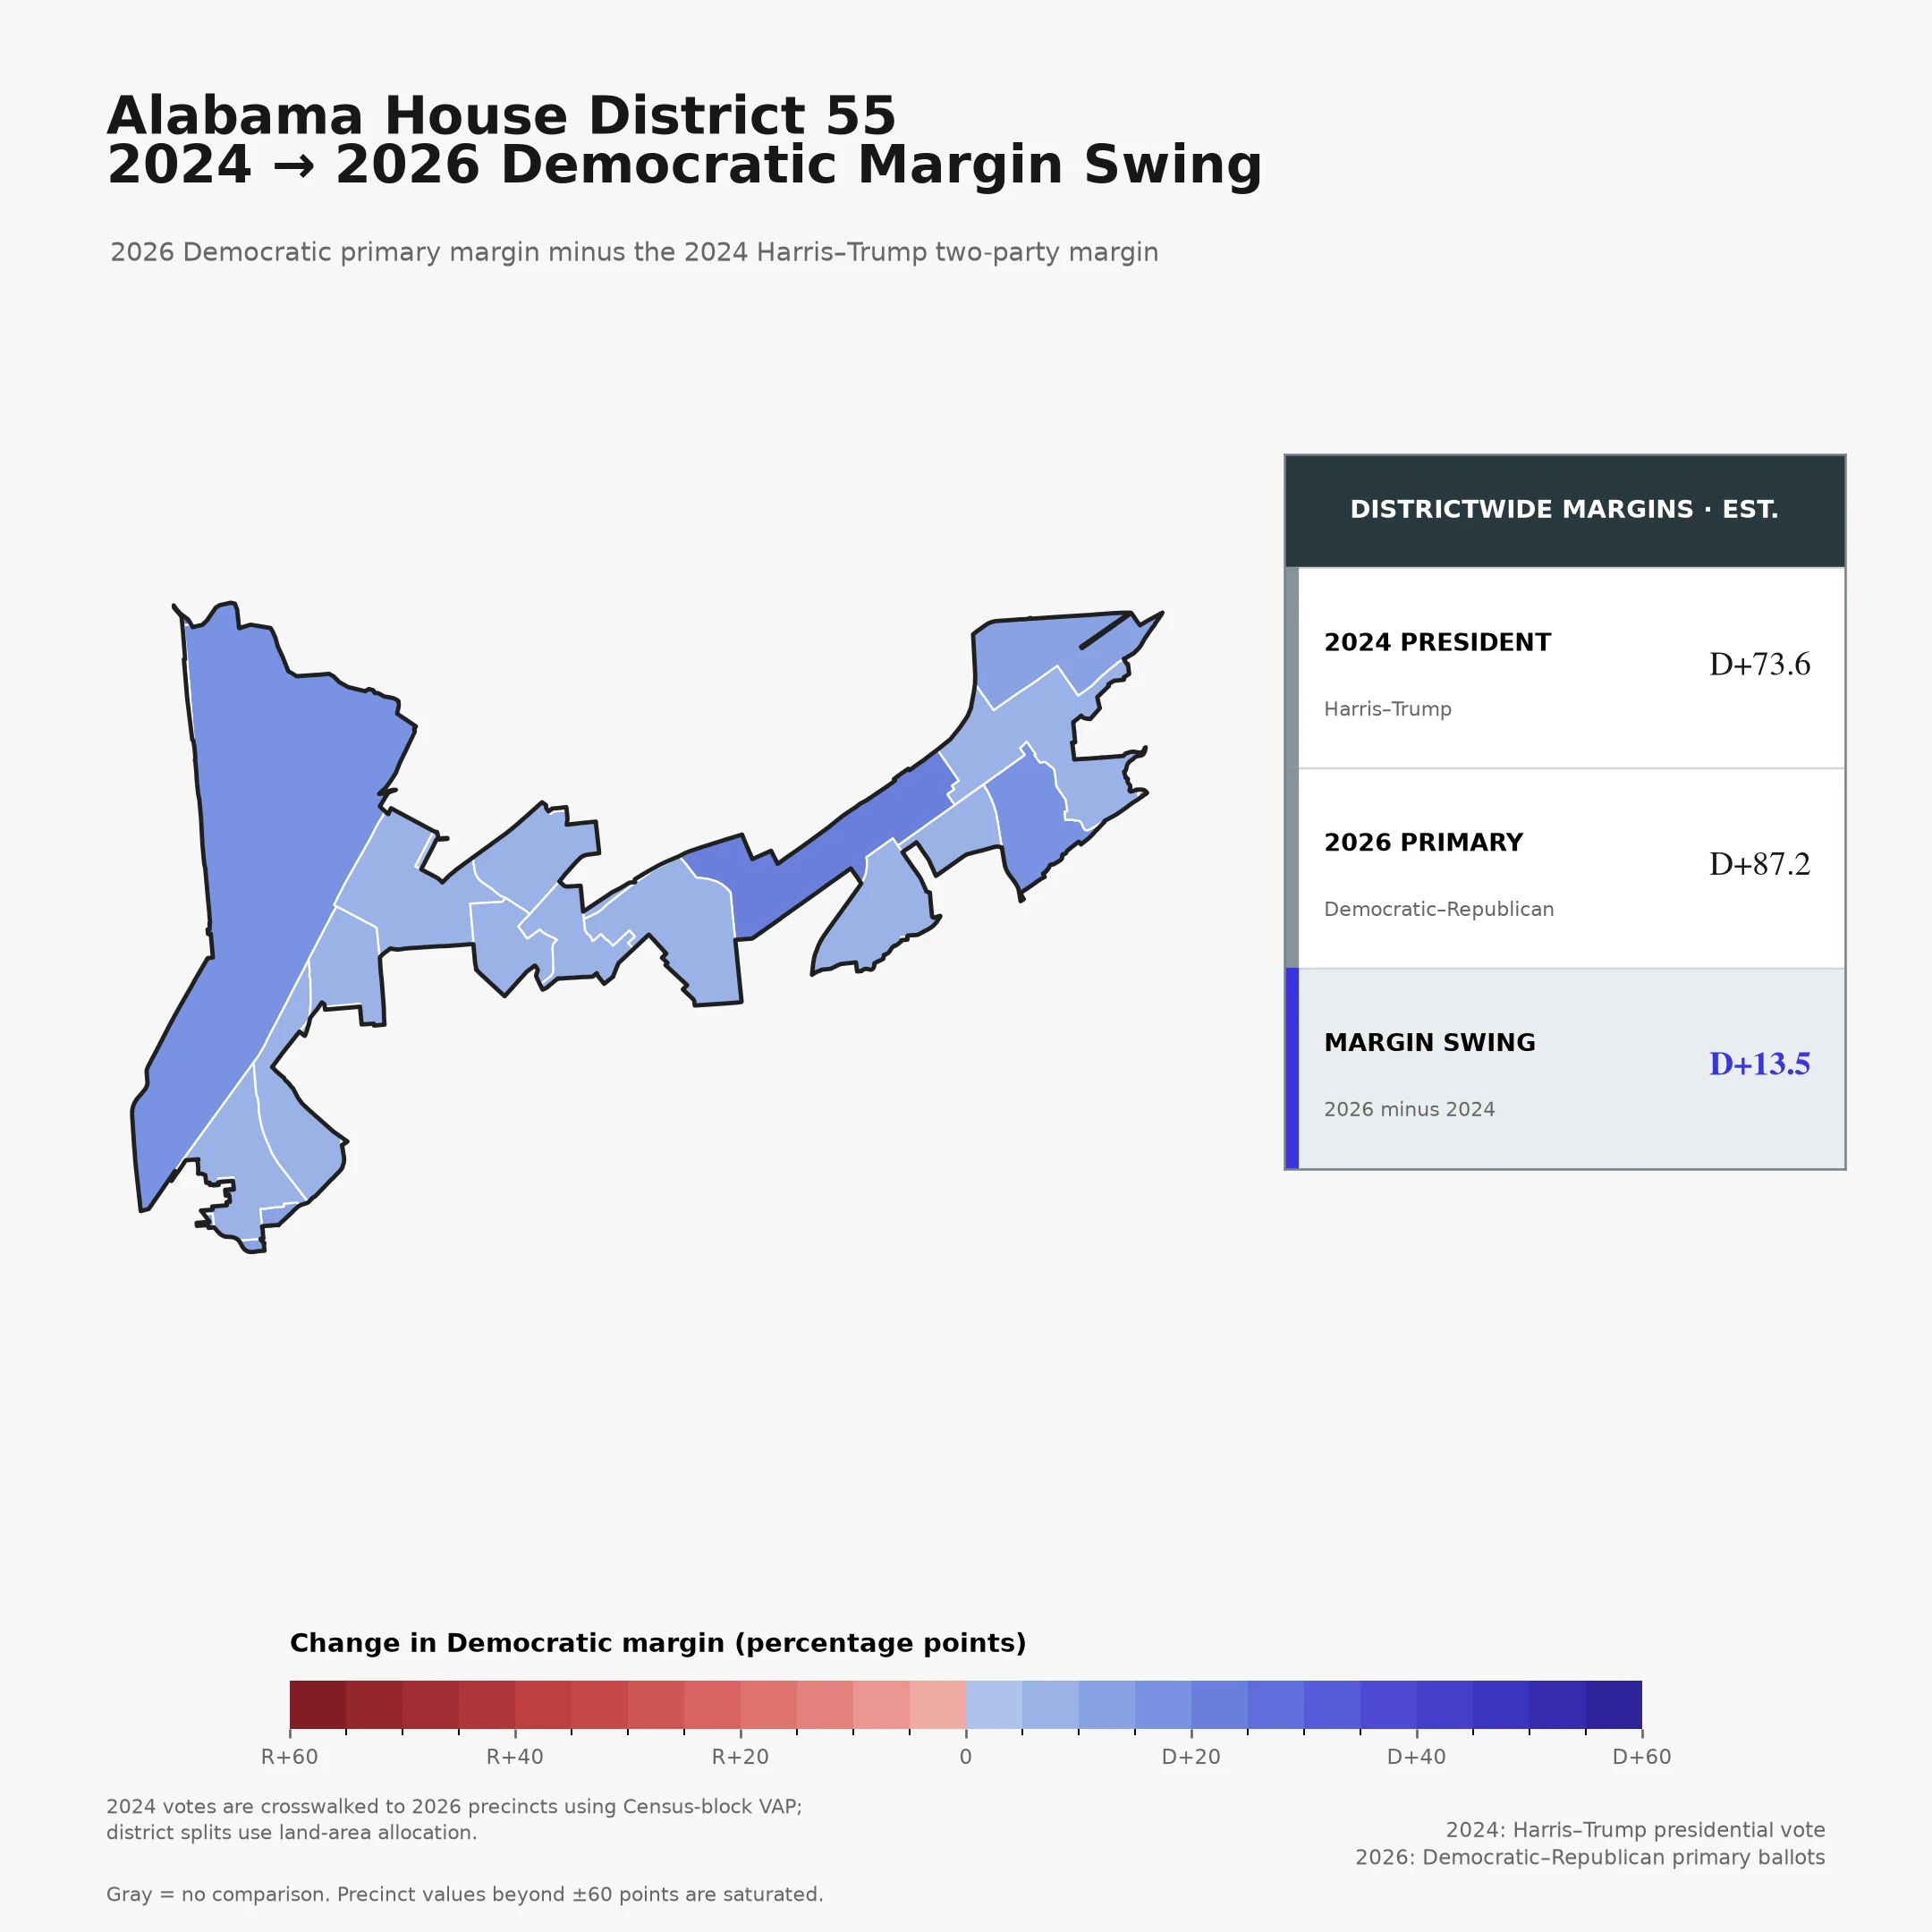 Alabama House District 55
2024 → 2026 Democratic Margin Swing
2026 Democratic primary margin minus the 2024 Harris–Trump two-party margin
DISTRICTWIDE MARGINS · EST.
2024 PRESIDENT
D+73.6
Harris–Trump
2026 PRIMARY
D+87.2
Democratic–Republican
MARGIN SWING
D+13.5
2026 minus 2024
Change in Democratic margin (percentage points)
R+60 R+40 R+20 0 D+20 D+40 D+60
2024 votes are crosswalked to 2026 precincts using Census-block VAP;
district splits use land-area allocation.
Gray = no comparison. Precinct values beyond ±60 points are saturated.
2024: Harris–Trump presidential vote
2026: Democratic–Republican primary ballots